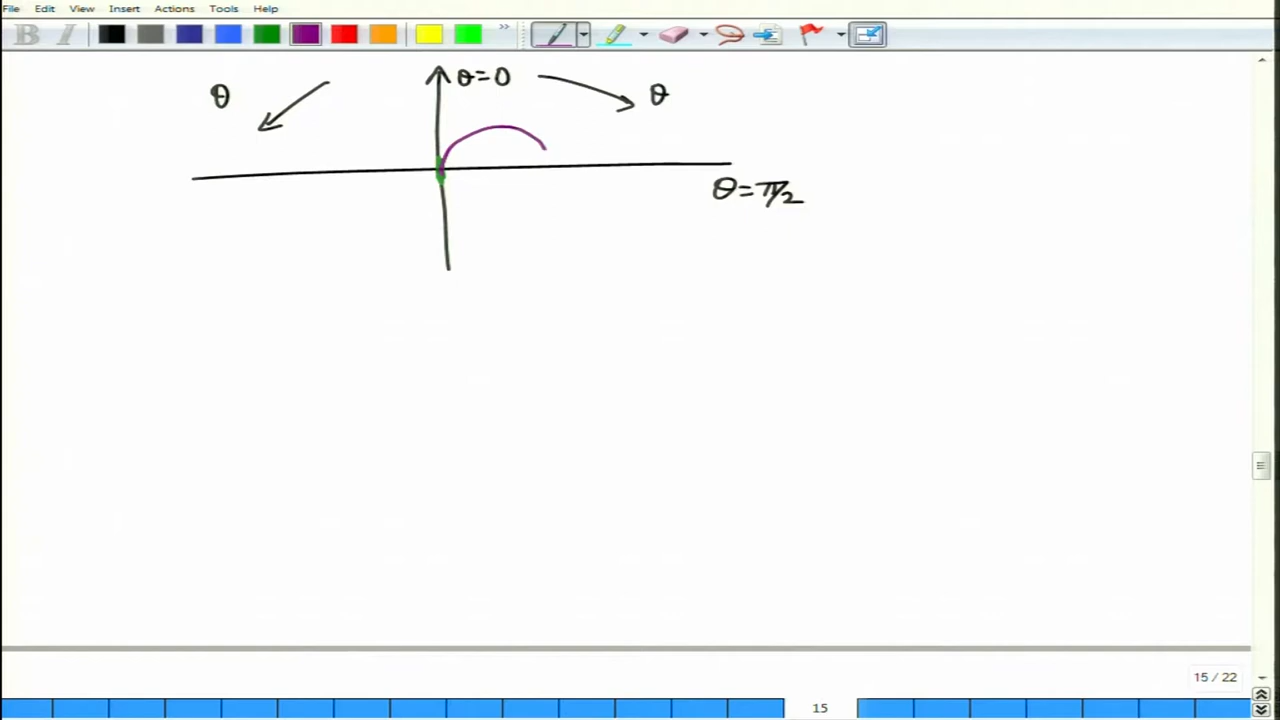 File Edit View Insert Actions Tools Help
B I »
θ θ=0 θ
θ=π/2
15 / 22
15